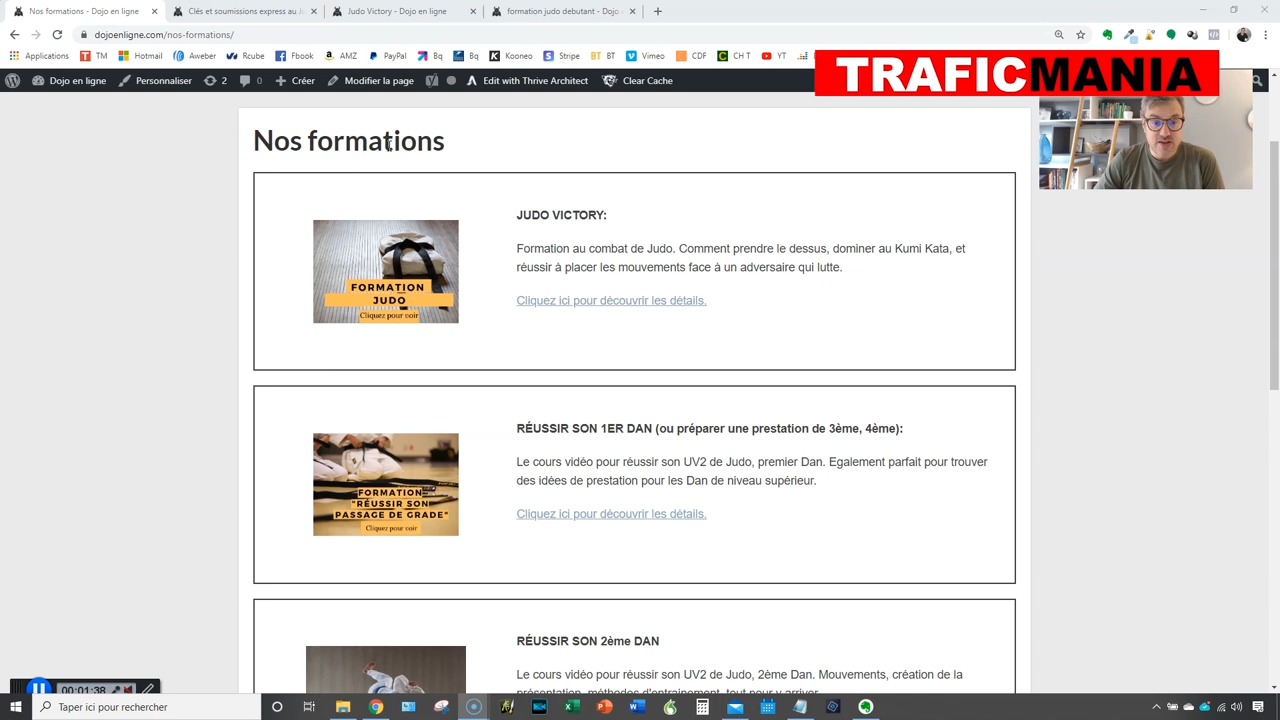 Nos formations - Dojo en ligne
Clés et soumissions express au J
Judo Victory - Dojo en ligne
formation judo debutant - Dojo
dojoenligne.com/nos-formations/
Applications
TM
Hotmail
Aweber
Rcube
Ebook
AMZ
PayPal
Bq
Bq
Kooneo
Stripe
BT
BT
Vimeo
CDF
CH T
YT
TRAFICMANIA
Dojo en ligne
Personnaliser
2
0
Créer
Modifier la page
Edit with Thrive Architect
Clear Cache
Nos formations
JUDO VICTORY:
Formation au combat de Judo. Comment prendre le dessus, dominer au Kumi Kata, et
réussir à placer les mouvements face à un adversaire qui lutte.
Cliquez ici pour découvrir les détails.
FORMATION
JUDO
Cliquez pour voir
RÉUSSIR SON 1ER DAN (ou préparer une prestation de 3ème, 4ème):
Le cours vidéo pour réussir son UV2 de Judo, premier Dan. Egalement parfait pour trouver
des idées de prestation pour les Dan de niveau supérieur.
Cliquez ici pour découvrir les détails.
FORMATION
"RÉUSSIR SON
PASSAGE DE GRADE"
Cliquez pour voir
RÉUSSIR SON 2ème DAN
Le cours vidéo pour réussir son UV2 de Judo, 2ème Dan. Mouvements, création de la
présentation, méthodes d'entrainement, tout pour y arriver.
00:01:38
Taper ici pour rechercher